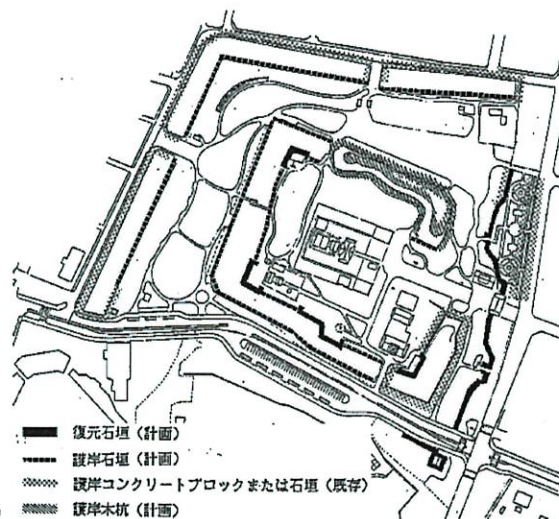 復元石垣（計画）
護岸石垣（計画）
護岸コンクリートブロックまたは石垣（既存）
護岸木杭（計画）